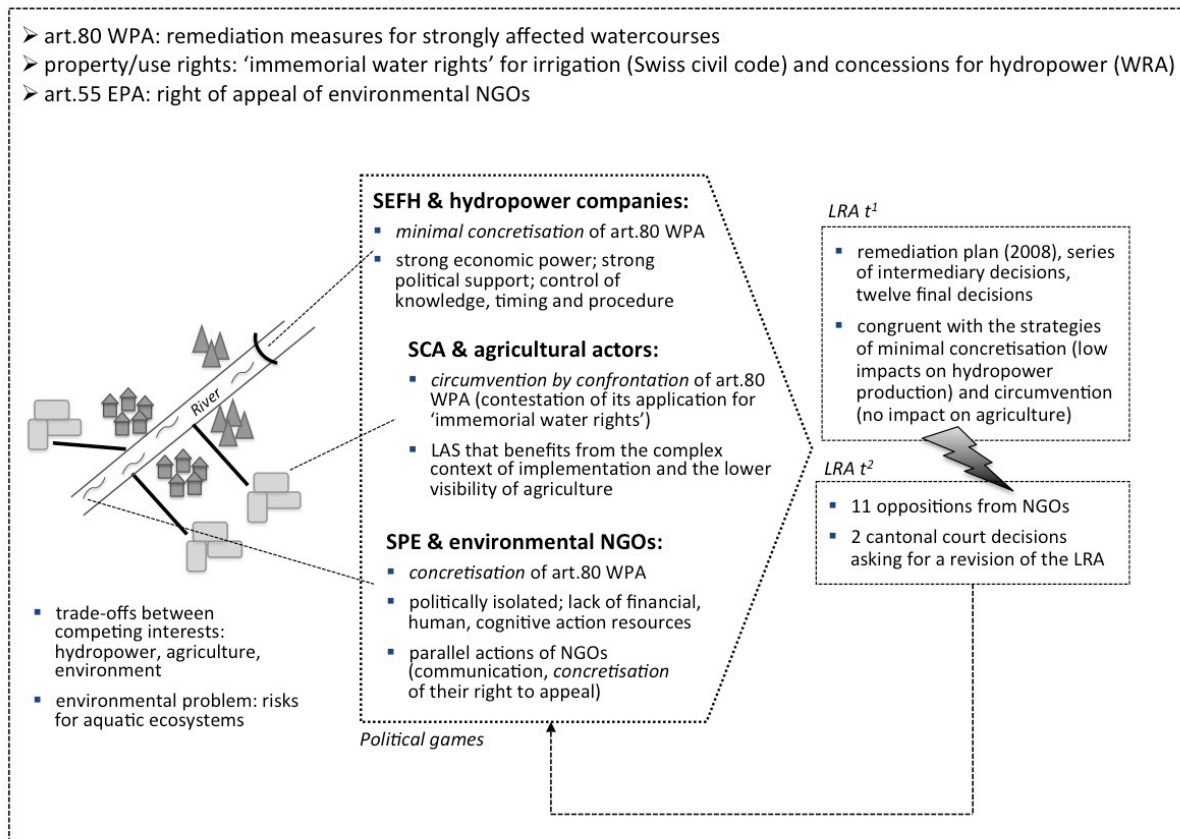 ➢ art.80 WPA: remediation measures for strongly affected watercourses
➢ property/use rights: ‘immemorial water rights’ for irrigation (Swiss civil code) and concessions for hydropower (WRA)
➢ art.55 EPA: right of appeal of environmental NGOs
River
▪ trade-offs between
competing interests:
hydropower, agriculture,
environment
▪ environmental problem: risks
for aquatic ecosystems
SEFH & hydropower companies:
▪ minimal concretisation of art.80 WPA
▪ strong economic power; strong
political support; control of
knowledge, timing and procedure
SCA & agricultural actors:
▪ circumvention by confrontation of art.80
WPA (contestation of its application for
‘immemorial water rights’)
▪ LAS that benefits from the complex
context of implementation and the lower
visibility of agriculture
SPE & environmental NGOs:
▪ concretisation of art.80 WPA
▪ politically isolated; lack of financial,
human, cognitive action resources
▪ parallel actions of NGOs
(communication, concretisation
of their right to appeal)
Political games
LRA t¹
▪ remediation plan (2008), series
of intermediary decisions,
twelve final decisions
▪ congruent with the strategies
of minimal concretisation (low
impacts on hydropower
production) and circumvention
(no impact on agriculture)
LRA t²
▪ 11 oppositions from NGOs
▪ 2 cantonal court decisions
asking for a revision of the LRA